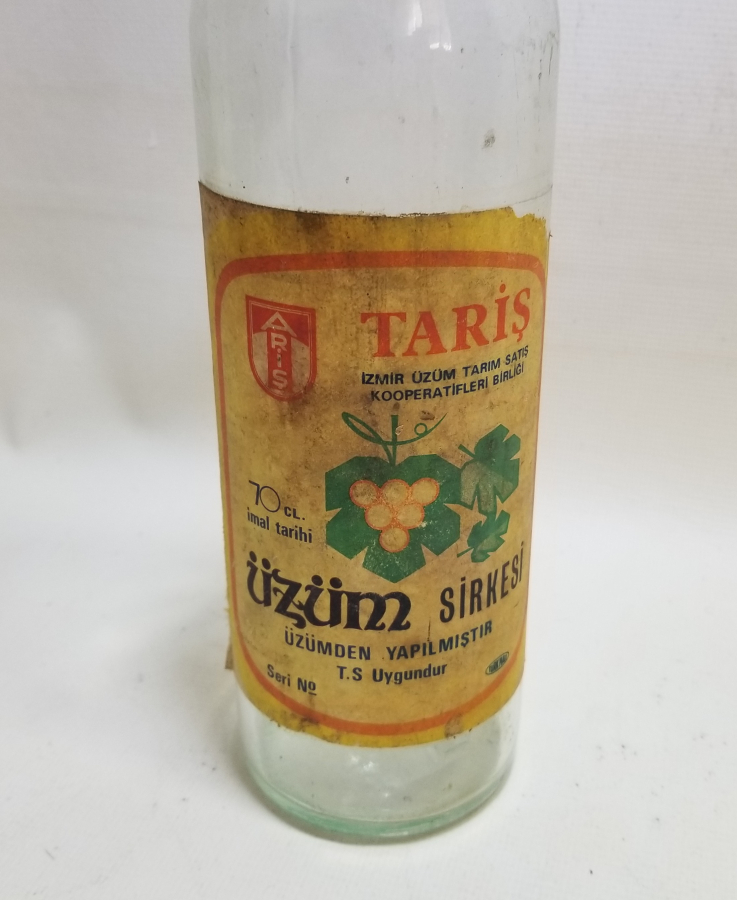 TARİŞ
TARİŞ
İZMİR ÜZÜM TARIM SATIŞ
KOOPERATİFLERİ BİRLİĞİ
70 CL.
imal tarihi
üzüm SİRKESİ
ÜZÜMDEN YAPILMIŞTIR
T.S Uygundur
Seri No